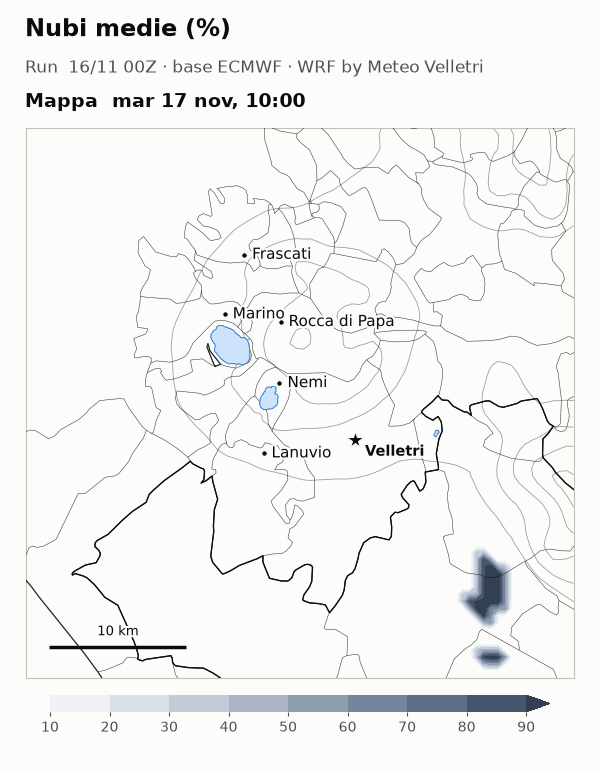 Nubi medie (%)
Run  16/11 00Z · base ECMWF · WRF by Meteo Velletri
Mappa  mar 17 nov, 10:00
Frascati
Marino
Rocca di Papa
Nemi
Velletri
Lanuvio
10 km
10 20 30 40 50 60 70 80 90